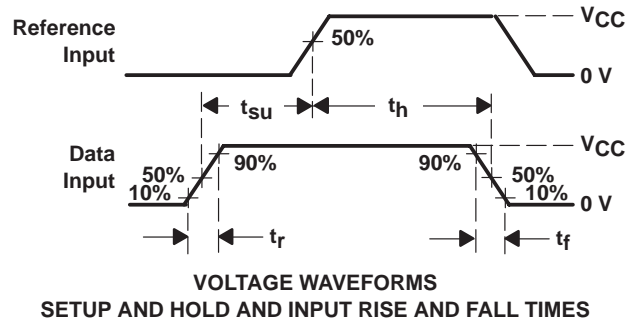 Reference
Input
VCC
50%
0 V
tsu
th
Data
Input
VCC
50%
10%
90%
90%
50%
10%
0 V
tr
tf
VOLTAGE WAVEFORMS
SETUP AND HOLD AND INPUT RISE AND FALL TIMES